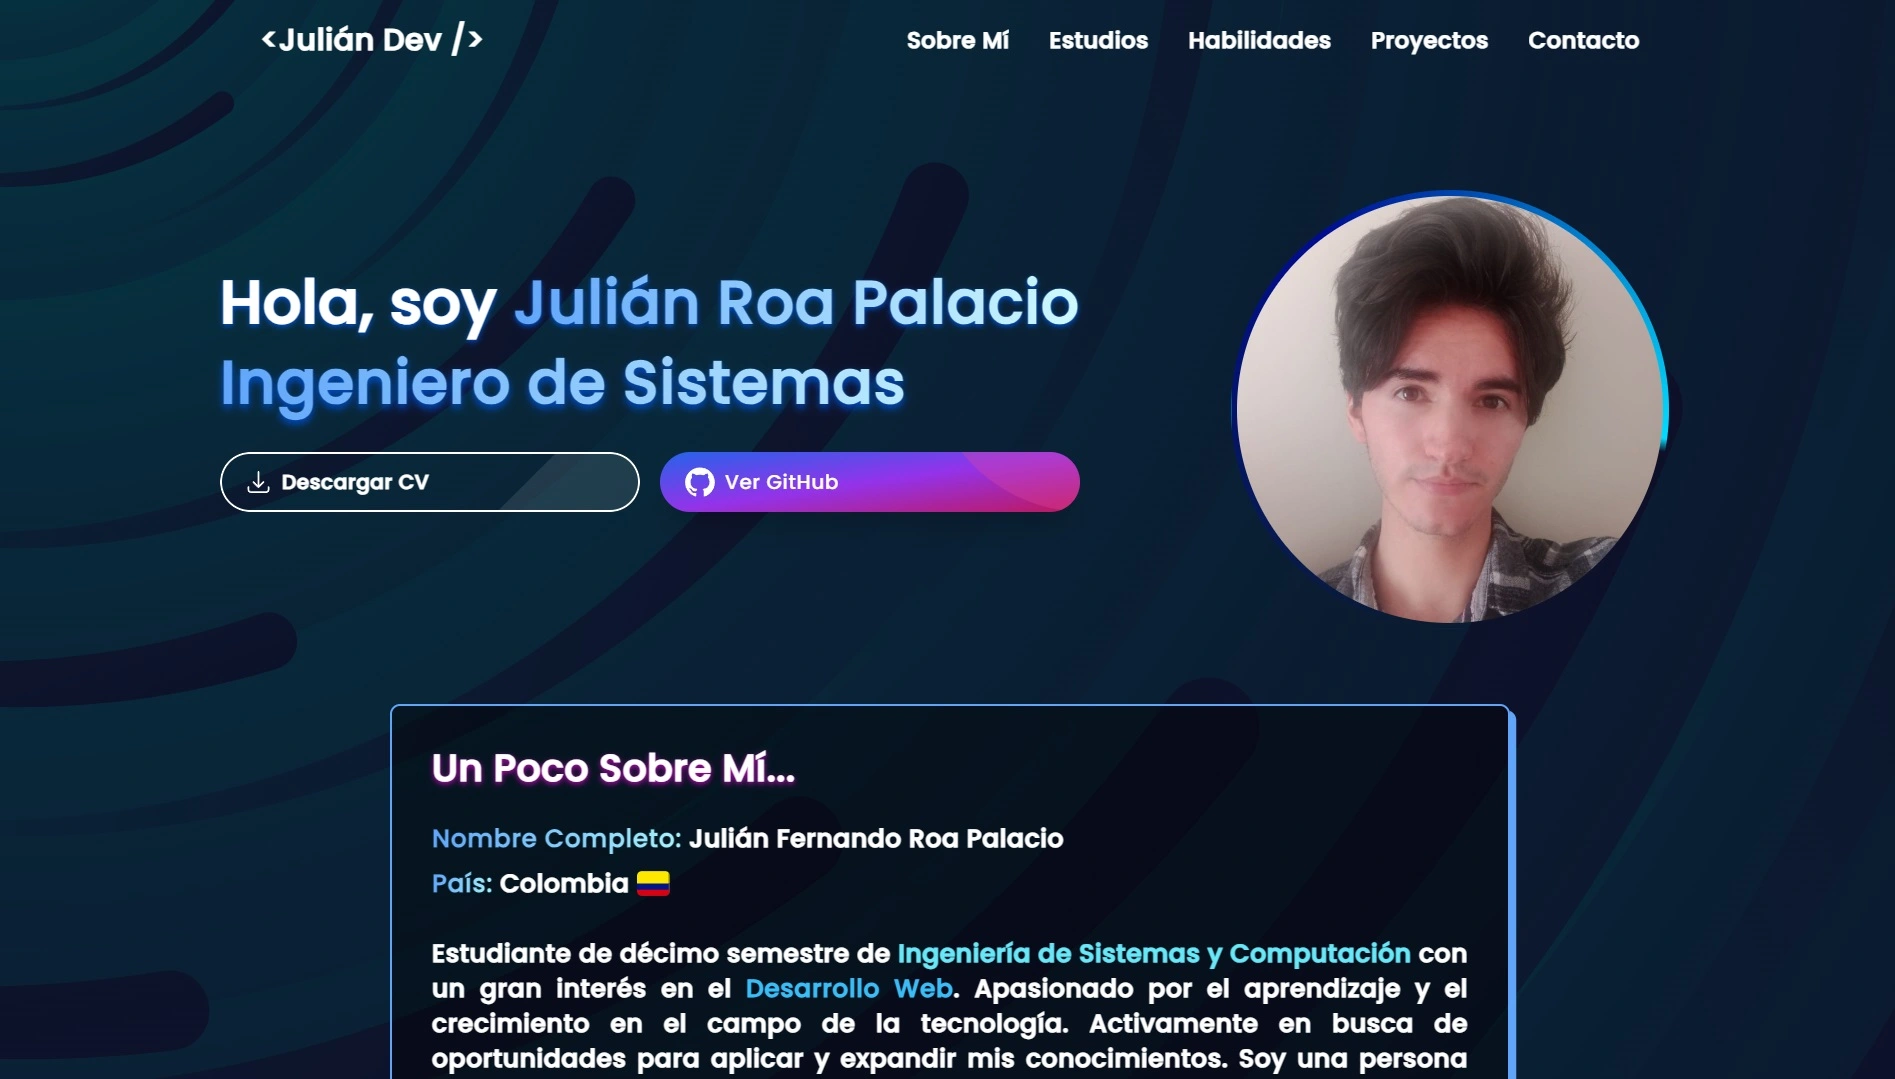 <Julián Dev />
Sobre Mí Estudios Habilidades Proyectos Contacto
Hola, soy Julián Roa Palacio
Ingeniero de Sistemas
Descargar CV
Ver GitHub
Un Poco Sobre Mí...
Nombre Completo: Julián Fernando Roa Palacio
País: Colombia
Estudiante de décimo semestre de Ingeniería de Sistemas y Computación con
un gran interés en el Desarrollo Web. Apasionado por el aprendizaje y el
crecimiento en el campo de la tecnología. Activamente en busca de
oportunidades para aplicar y expandir mis conocimientos. Soy una persona